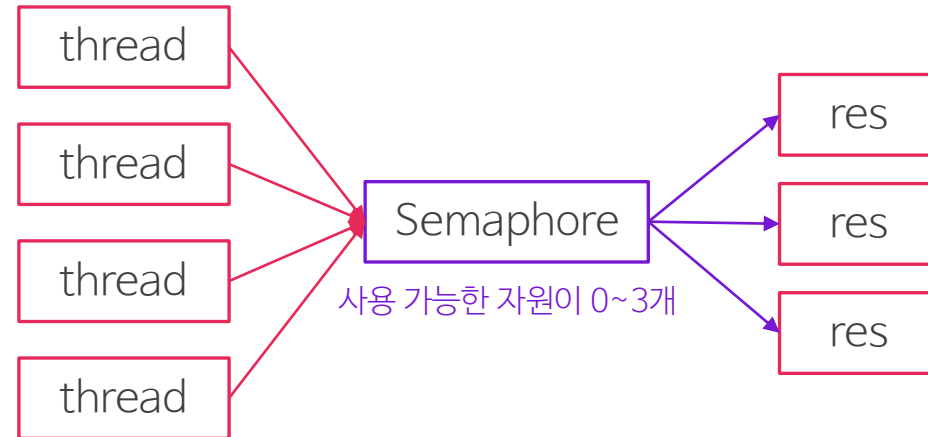 thread
thread
thread
thread
Semaphore
사용 가능한 자원이 0~3개
res
res
res